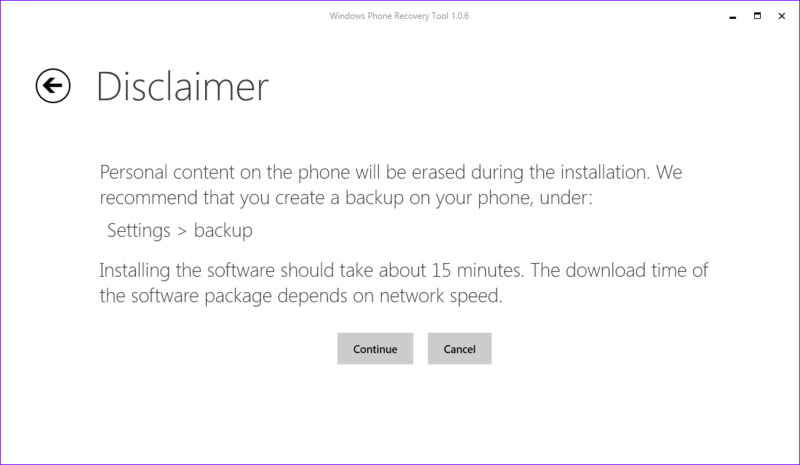 Windows Phone Recovery Tool 1.0.6
Disclaimer
Personal content on the phone will be erased during the installation. We
recommend that you create a backup on your phone, under:
Settings > backup
Installing the software should take about 15 minutes. The download time of
the software package depends on network speed.
Continue
Cancel